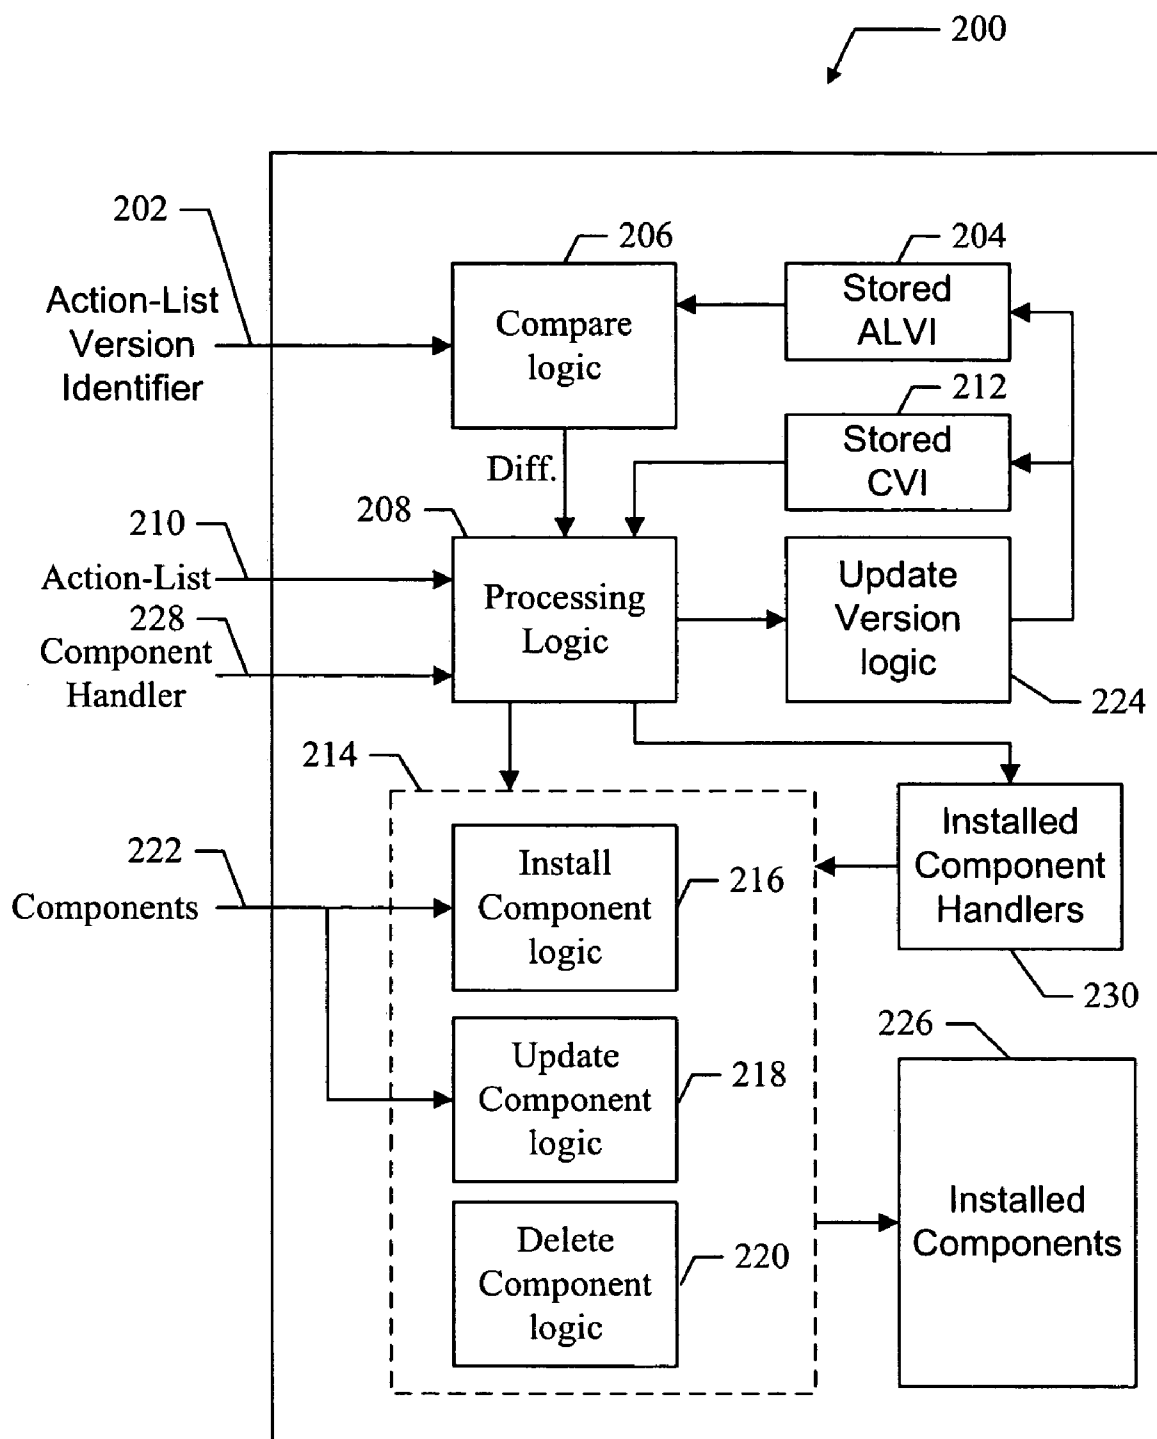 200
202
206
204
Action-List
Version
Identifier
Compare
logic
Stored
ALVI
212
Stored
CVI
Diff.
208
210
Action-List
228
Component
Handler
Processing
Logic
Update
Version
logic
224
214
222
Components
Install
Component
logic
216
Installed
Component
Handlers
230
226
Update
Component
logic
218
Installed
Components
Delete
Component
logic
220